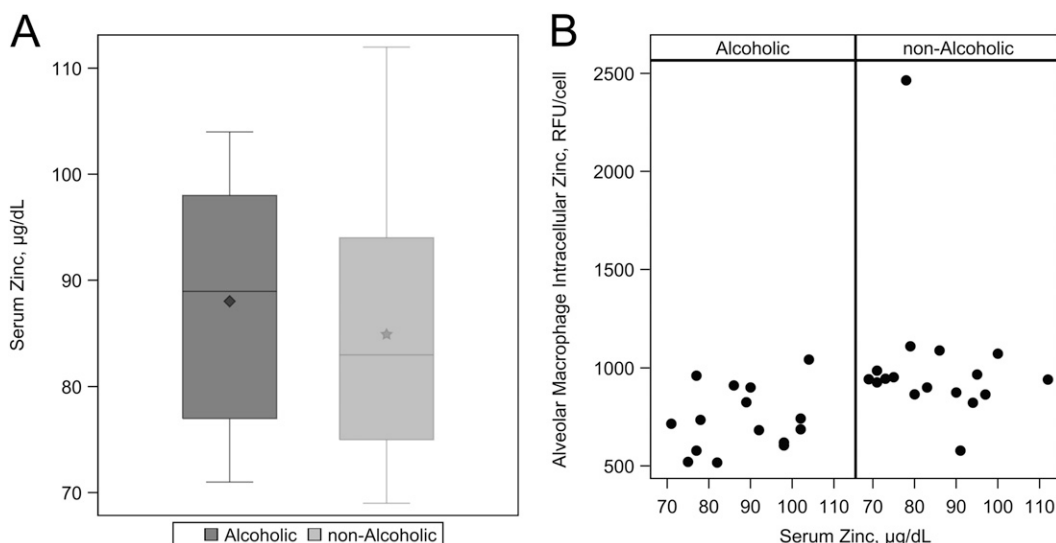 A
Serum Zinc, µg/dL
110
100
90
80
70
Alcoholic
non-Alcoholic
B
Alcoholic
non-Alcoholic
Alveolar Macrophage Intracellular Zinc, RFU/cell
2500
2000
1500
1000
500
70 80 90 100 110 70 80 90 100 110
Serum Zinc, µg/dL